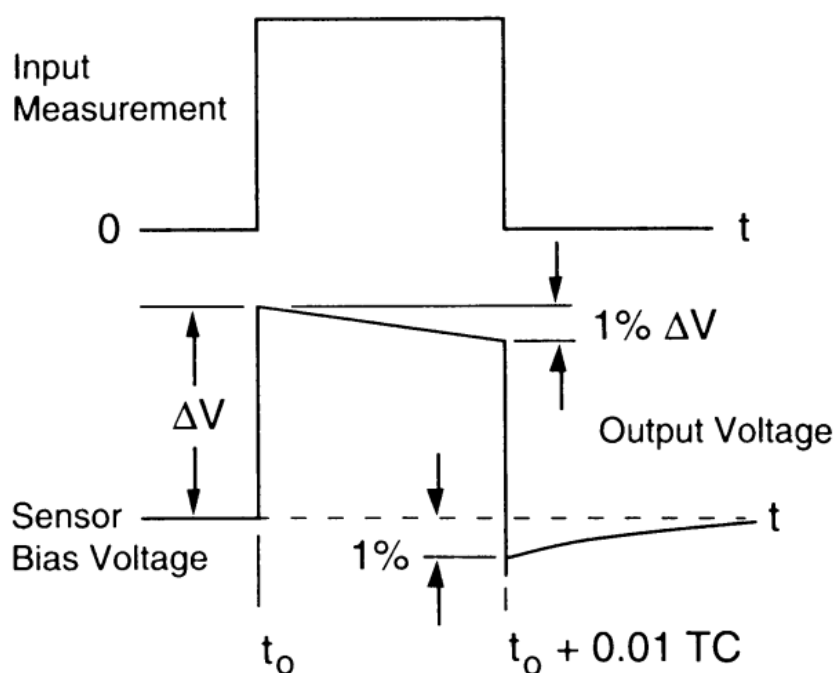 Input
Measurement
0
t
1% ΔV
ΔV
Output Voltage
Sensor
Bias Voltage
t
1%
t₀
t₀ + 0.01 TC